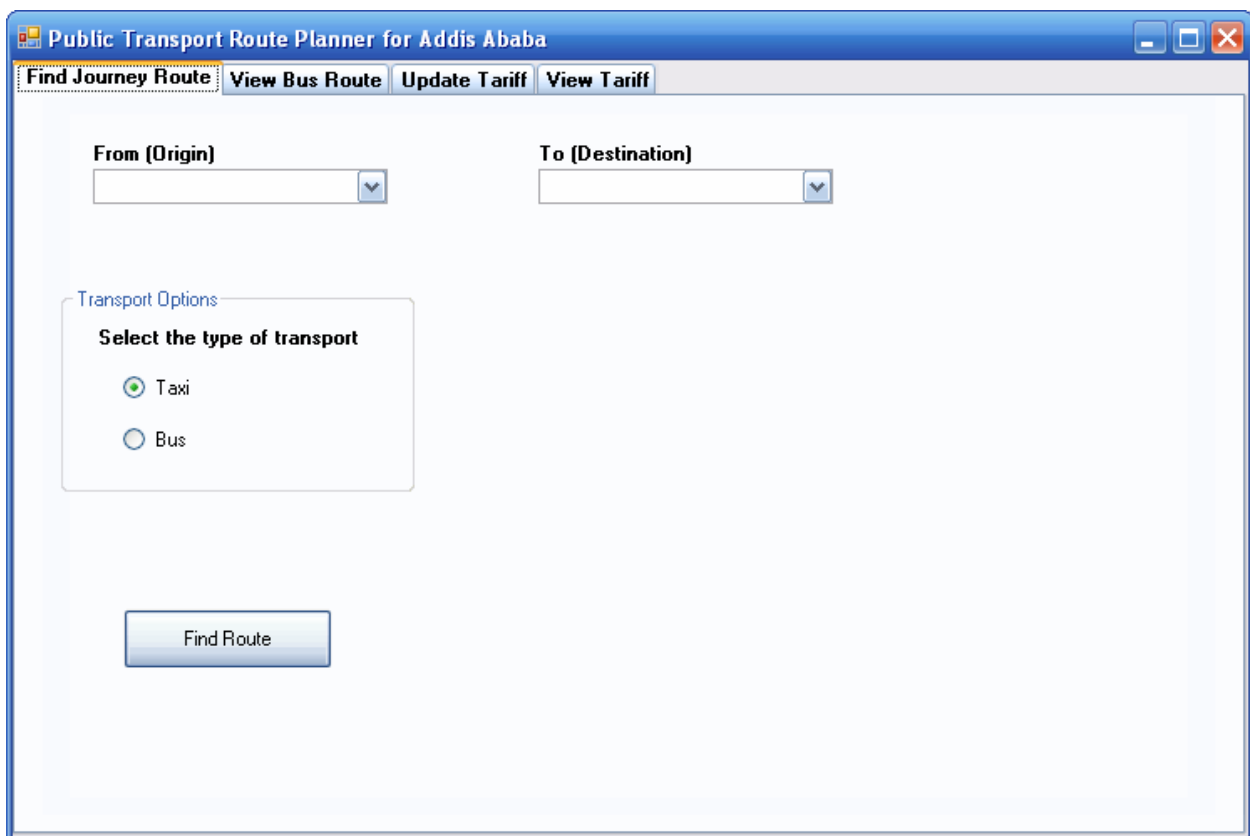 Public Transport Route Planner for Addis Ababa
Find Journey Route View Bus Route Update Tariff View Tariff
From (Origin) To (Destination)
Transport Options
Select the type of transport
Taxi
Bus
Find Route